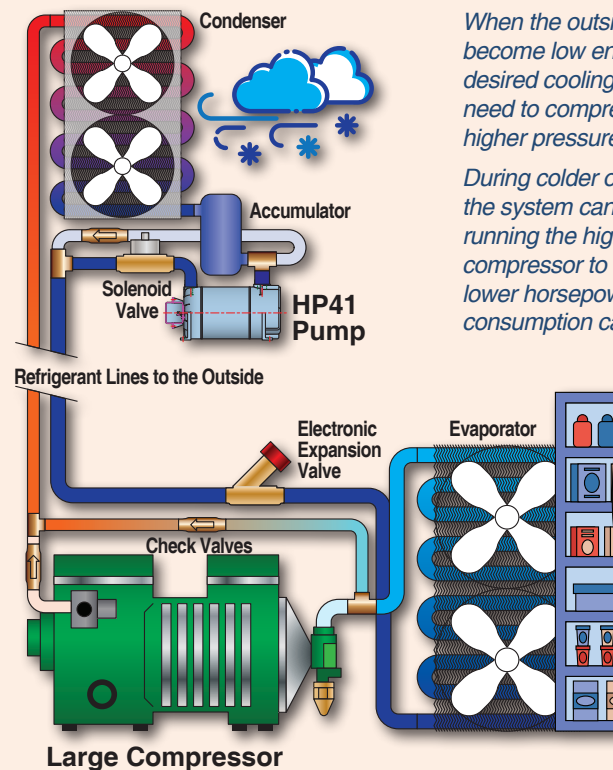 Condenser
When the outsi
become low en
desired cooling
need to compre
higher pressure
During colder o
the system can
running the hig
compressor to
lower horsepow
consumption ca
Accumulator
Solenoid
Valve
HP41
Pump
Refrigerant Lines to the Outside
Electronic
Expansion
Valve
Evaporator
Check Valves
Large Compressor